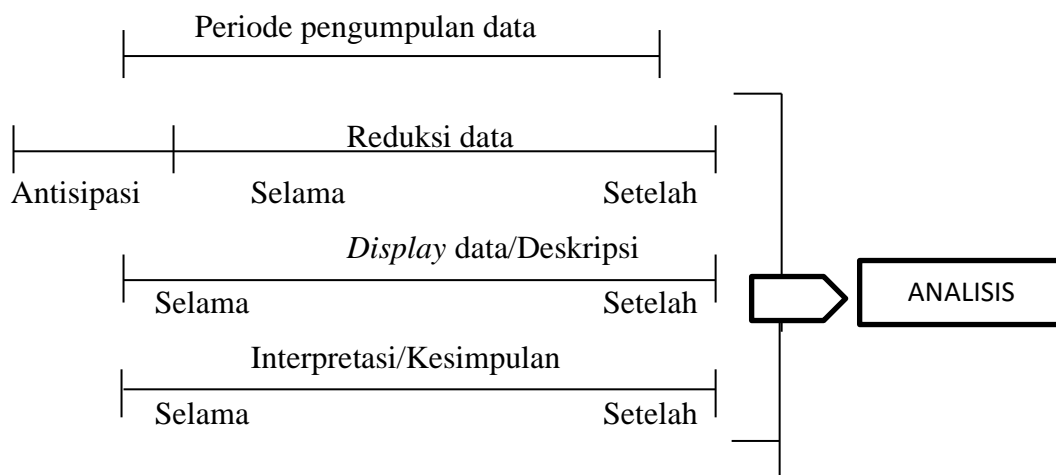 Periode pengumpulan data
Reduksi data
Antisipasi Selama Setelah
Display data/Deskripsi
Selama Setelah
ANALISIS
Interpretasi/Kesimpulan
Selama Setelah